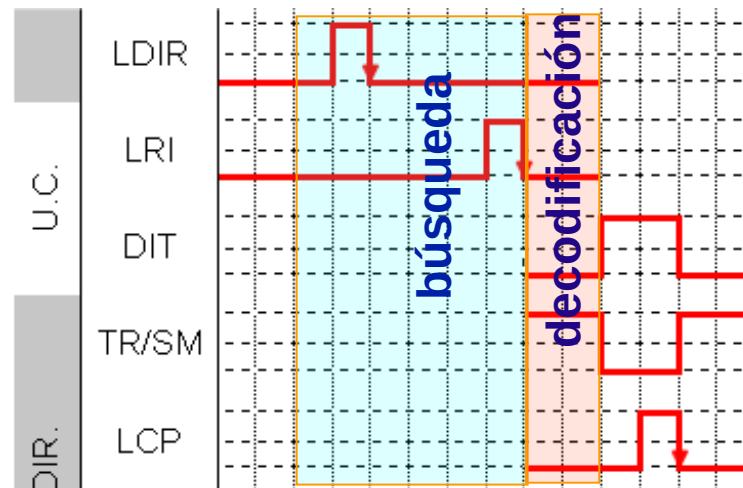 LDIR
LRI
U.C.
DIT
TR/SM
LCP
DIR.
búsqueda
decodificación